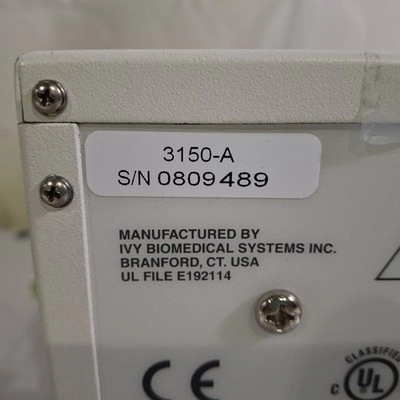 3150-A
S/N 0809489
MANUFACTURED BY
IVY BIOMEDICAL SYSTEMS INC.
BRANFORD, CT. USA
UL FILE E192114
CE
CLASSIFIED
C UL